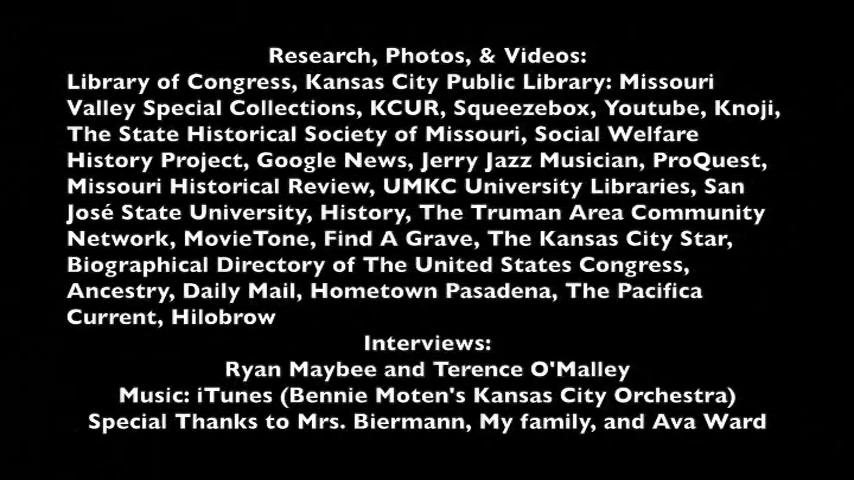 Research, Photos, & Videos:
Library of Congress, Kansas City Public Library: Missouri
Valley Special Collections, KCUR, Squeezebox, Youtube, Knoji,
The State Historical Society of Missouri, Social Welfare
History Project, Google News, Jerry Jazz Musician, ProQuest,
Missouri Historical Review, UMKC University Libraries, San
José State University, History, The Truman Area Community
Network, MovieTone, Find A Grave, The Kansas City Star,
Biographical Directory of The United States Congress,
Ancestry, Daily Mail, Hometown Pasadena, The Pacifica
Current, Hilobrow
Interviews:
Ryan Maybee and Terence O'Malley
Music: iTunes (Bennie Moten's Kansas City Orchestra)
Special Thanks to Mrs. Biermann, My family, and Ava Ward